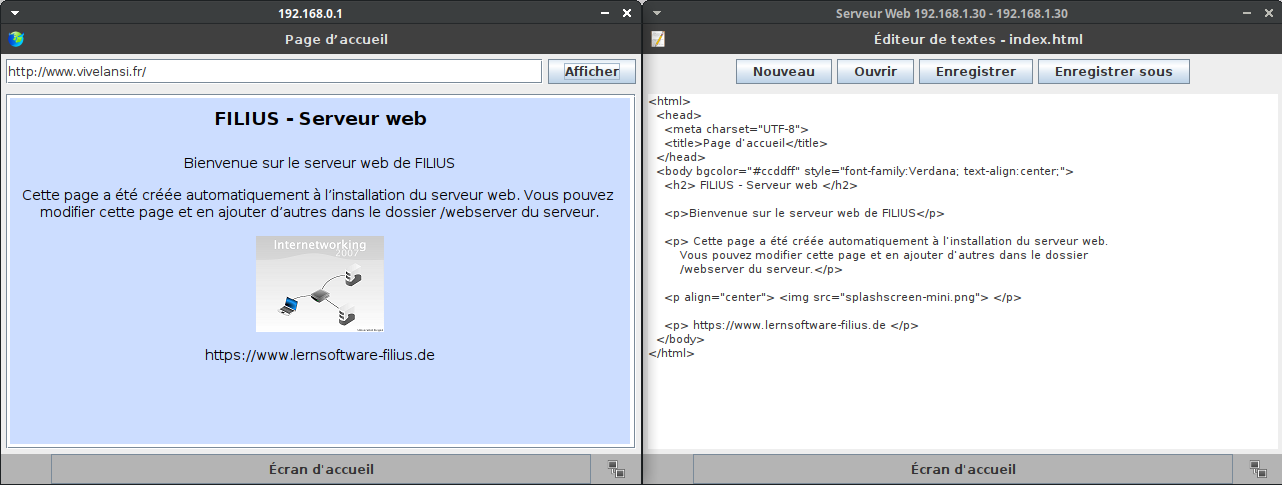 192.168.0.1
Page d’accueil
http://www.vivelansi.fr/
Afficher
FILIUS - Serveur web
Bienvenue sur le serveur web de FILIUS
Cette page a été créée automatiquement à l’installation du serveur web. Vous pouvez
modifier cette page et en ajouter d’autres dans le dossier /webserver du serveur.
Internetworking
2007
https://www.lernsoftware-filius.de
Écran d'accueil
Serveur Web 192.168.1.30 - 192.168.1.30
Éditeur de textes - index.html
Nouveau
Ouvrir
Enregistrer
Enregistrer sous
<html>
<head>
<meta charset="UTF-8">
<title>Page d’accueil</title>
</head>
<body bgcolor="#ccddff" style="font-family:Verdana; text-align:center;">
<h2> FILIUS - Serveur web </h2>
<p>Bienvenue sur le serveur web de FILIUS</p>
<p> Cette page a été créée automatiquement à l’installation du serveur web.
Vous pouvez modifier cette page et en ajouter d’autres dans le dossier
/webserver du serveur.</p>
<p align="center"> <img src="splashscreen-mini.png"> </p>
<p> https://www.lernsoftware-filius.de </p>
</body>
</html>
Écran d'accueil